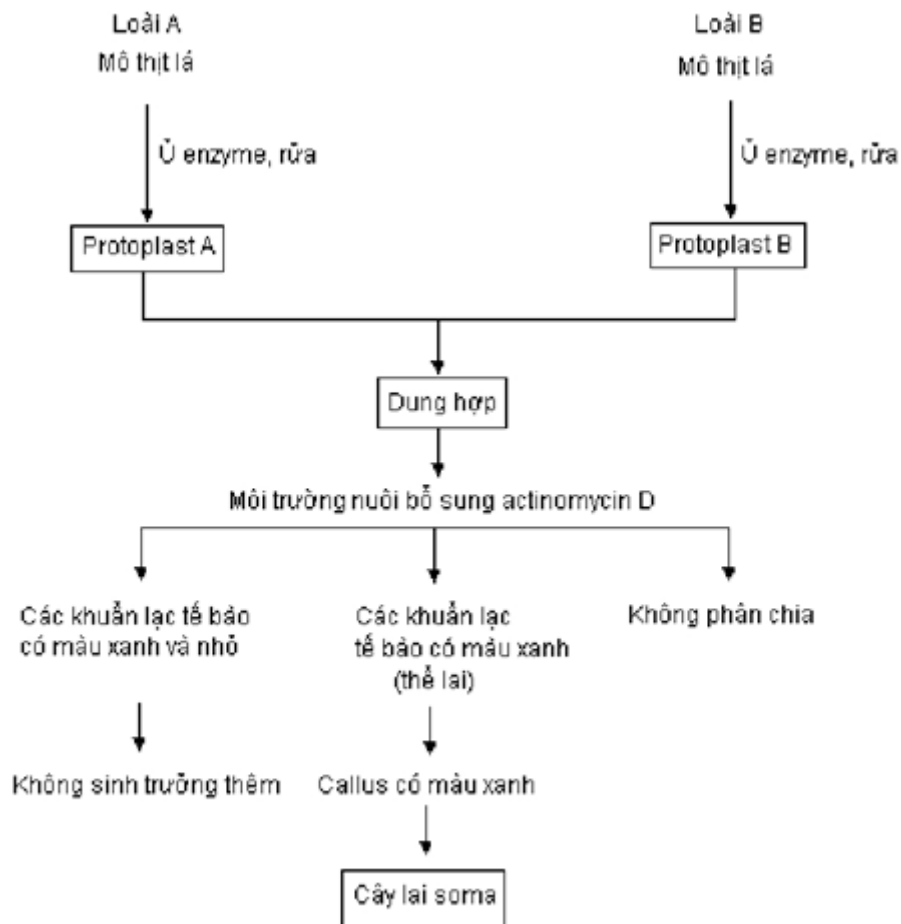 Loài A
Mô thịt lá
Loài B
Mô thịt lá
Ủ enzyme, rữa
Ủ enzyme, rữa
Protoplast A
Protoplast B
Dung hợp
Môi trường nuôi bổ sung actinomycin D
Các khuẩn lạc tế bào
có màu xanh và nhỏ
Các khuẩn lạc
tế bào có màu xanh
(thể lai)
Không phân chia
Không sinh trưởng thêm
Callus có màu xanh
Cây lai soma